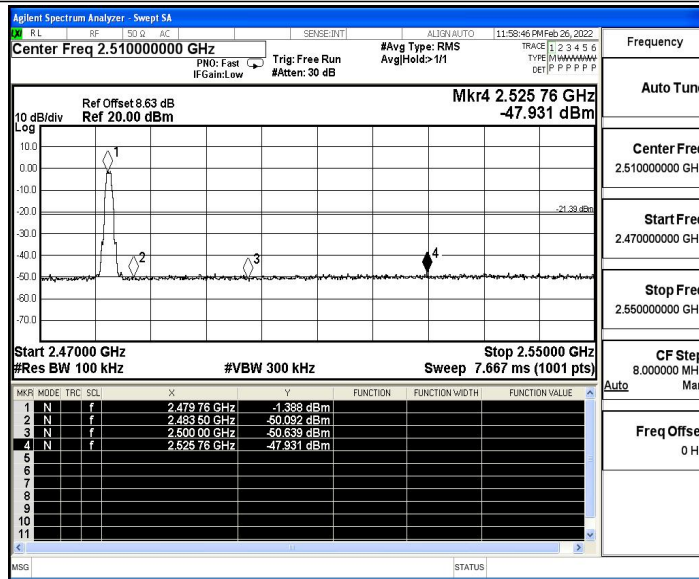 Agilent Spectrum Analyzer - Swept SA
RL RF 50 Ω AC SENSE:INT ALIGN AUTO 11:58:46 PM Feb 26, 2022
Center Freq 2.510000000 GHz
PNO: Fast Trig: Free Run
IFGain:Low #Atten: 30 dB
#Avg Type: RMS
Avg|Hold:> 1/1
TRACE 1 2 3 4 5 6
TYPE M
DET P P P P P P
Ref Offset 8.63 dB
10 dB/div Ref 20.00 dBm
Log
Mkr4 2.525 76 GHz
-47.931 dBm
10.0
0.00
-10.0
-20.0
-30.0
-40.0
-50.0
-60.0
-70.0
1
2
3
4
-21.39 dBm
Start 2.47000 GHz Stop 2.55000 GHz
#Res BW 100 kHz #VBW 300 kHz Sweep 7.667 ms (1001 pts)
MKR MODE TRC SCL X Y FUNCTION FUNCTION WIDTH FUNCTION VALUE
1 N f 2.479 76 GHz -1.388 dBm
2 N f 2.483 50 GHz -50.092 dBm
3 N f 2.500 00 GHz -50.639 dBm
4 N f 2.525 76 GHz -47.931 dBm
5
6
7
8
9
10
11
MSG STATUS
Frequency
Auto Tune
Center Freq
2.510000000 GH
Start Freq
2.470000000 GH
Stop Freq
2.550000000 GH
CF Step
8.000000 MH
Auto Man
Freq Offse
0 H